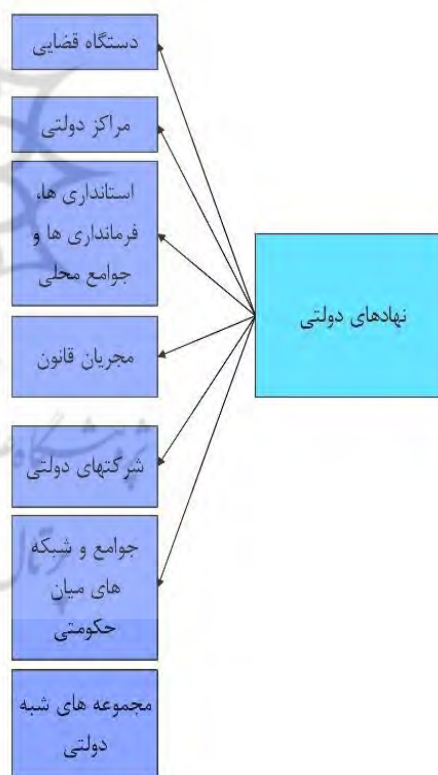 دستگاه قضایی
مراکز دولتی
استانداری ها،
فرمانداری ها و
جوامع محلی
نهادهای دولتی
مجریان قانون
شرکتهای دولتی
جوامع و شبکه
های میان
حکومتی
مجموعه های شبه
دولتی